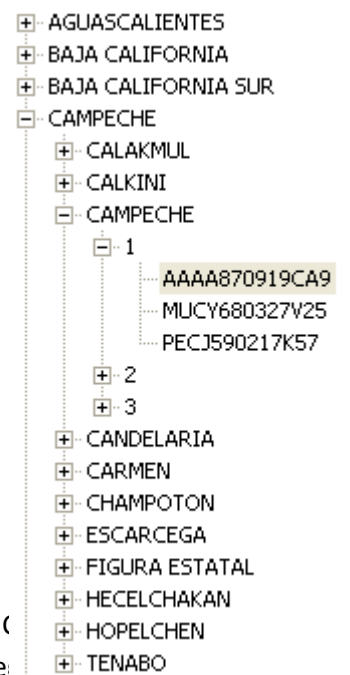 AGUASCALIENTES
BAJA CALIFORNIA
BAJA CALIFORNIA SUR
CAMPECHE
CALAKMUL
CALKINI
CAMPECHE
1
AAAA870919CA9
MUCY680327V25
PECJ590217K57
2
3
CANDELARIA
CARMEN
CHAMPOTON
ESCARCEGA
FIGURA ESTATAL
HECELCHAKAN
HOPELCHEN
TENABO